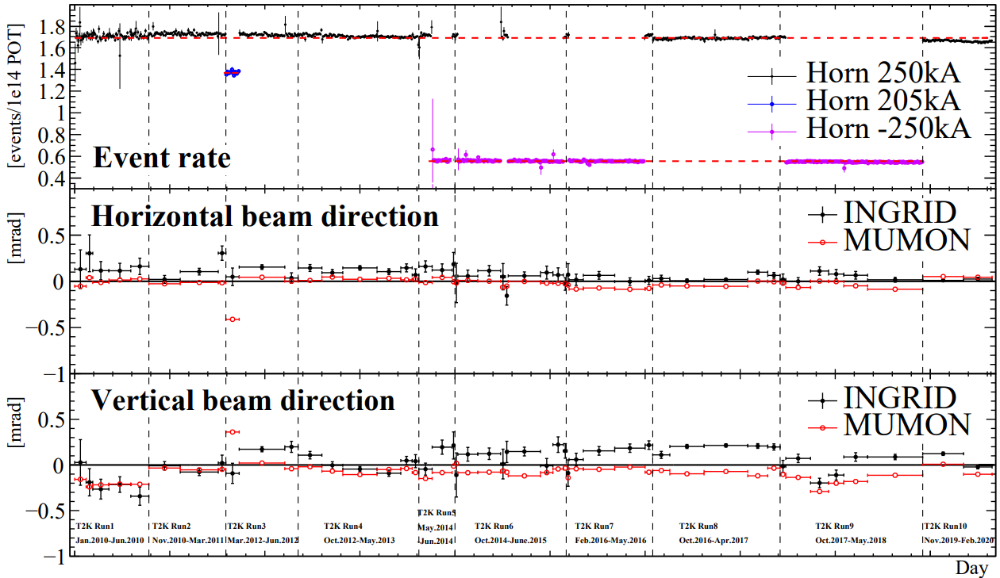 [events/1e14 POT]
1.8
1.6
1.4
1.2
1
0.8
0.6
0.4
Horn 250kA
Horn 205kA
Horn -250kA
Event rate
[mrad]
0.5
0
−0.5
−1
Horizontal beam direction
INGRID
MUMON
[mrad]
0.5
0
−0.5
−1
Vertical beam direction
INGRID
MUMON
T2K Run1
Jan.2010-Jun.2010
T2K Run2
Nov.2010-Mar.2011
T2K Run3
Mar.2012-Jun.2012
T2K Run4
Oct.2012-May.2013
T2K Run5
May.2014
-Jun.2014
T2K Run6
Oct.2014-June.2015
T2K Run7
Feb.2016-May.2016
T2K Run8
Oct.2016-Apr.2017
T2K Run9
Oct.2017-May.2018
T2K Run10
Nov.2019-Feb.2020
Day